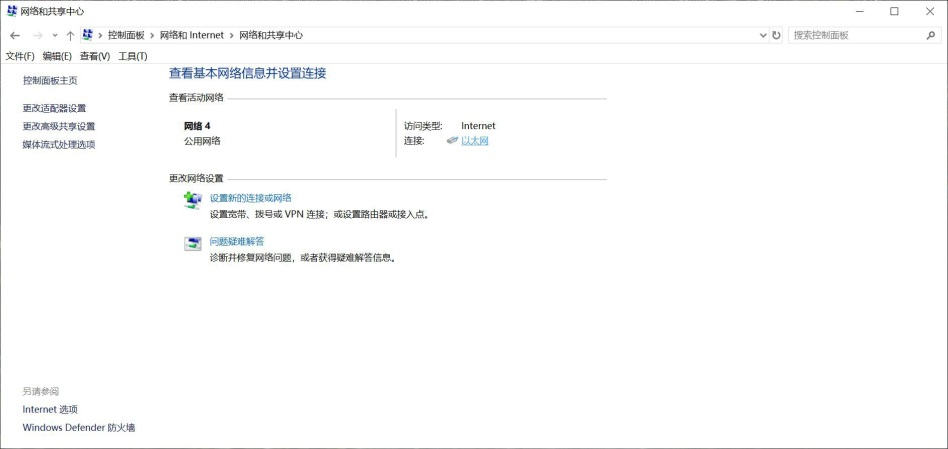 网络和共享中心
控制面板 网络和 Internet 网络和共享中心
搜索控制面板
文件(F) 编辑(E) 查看(V) 工具(T)
控制面板主页
更改适配器设置
更改高级共享设置
媒体流式处理选项
查看基本网络信息并设置连接
查看活动网络
网络 4
公用网络
访问类型: Internet
连接: 以太网
更改网络设置
设置新的连接或网络
设置宽带、拨号或 VPN 连接；或设置路由器或接入点。
问题疑难解答
诊断并修复网络问题，或者获得疑难解答信息。
另请参阅
Internet 选项
Windows Defender 防火墙